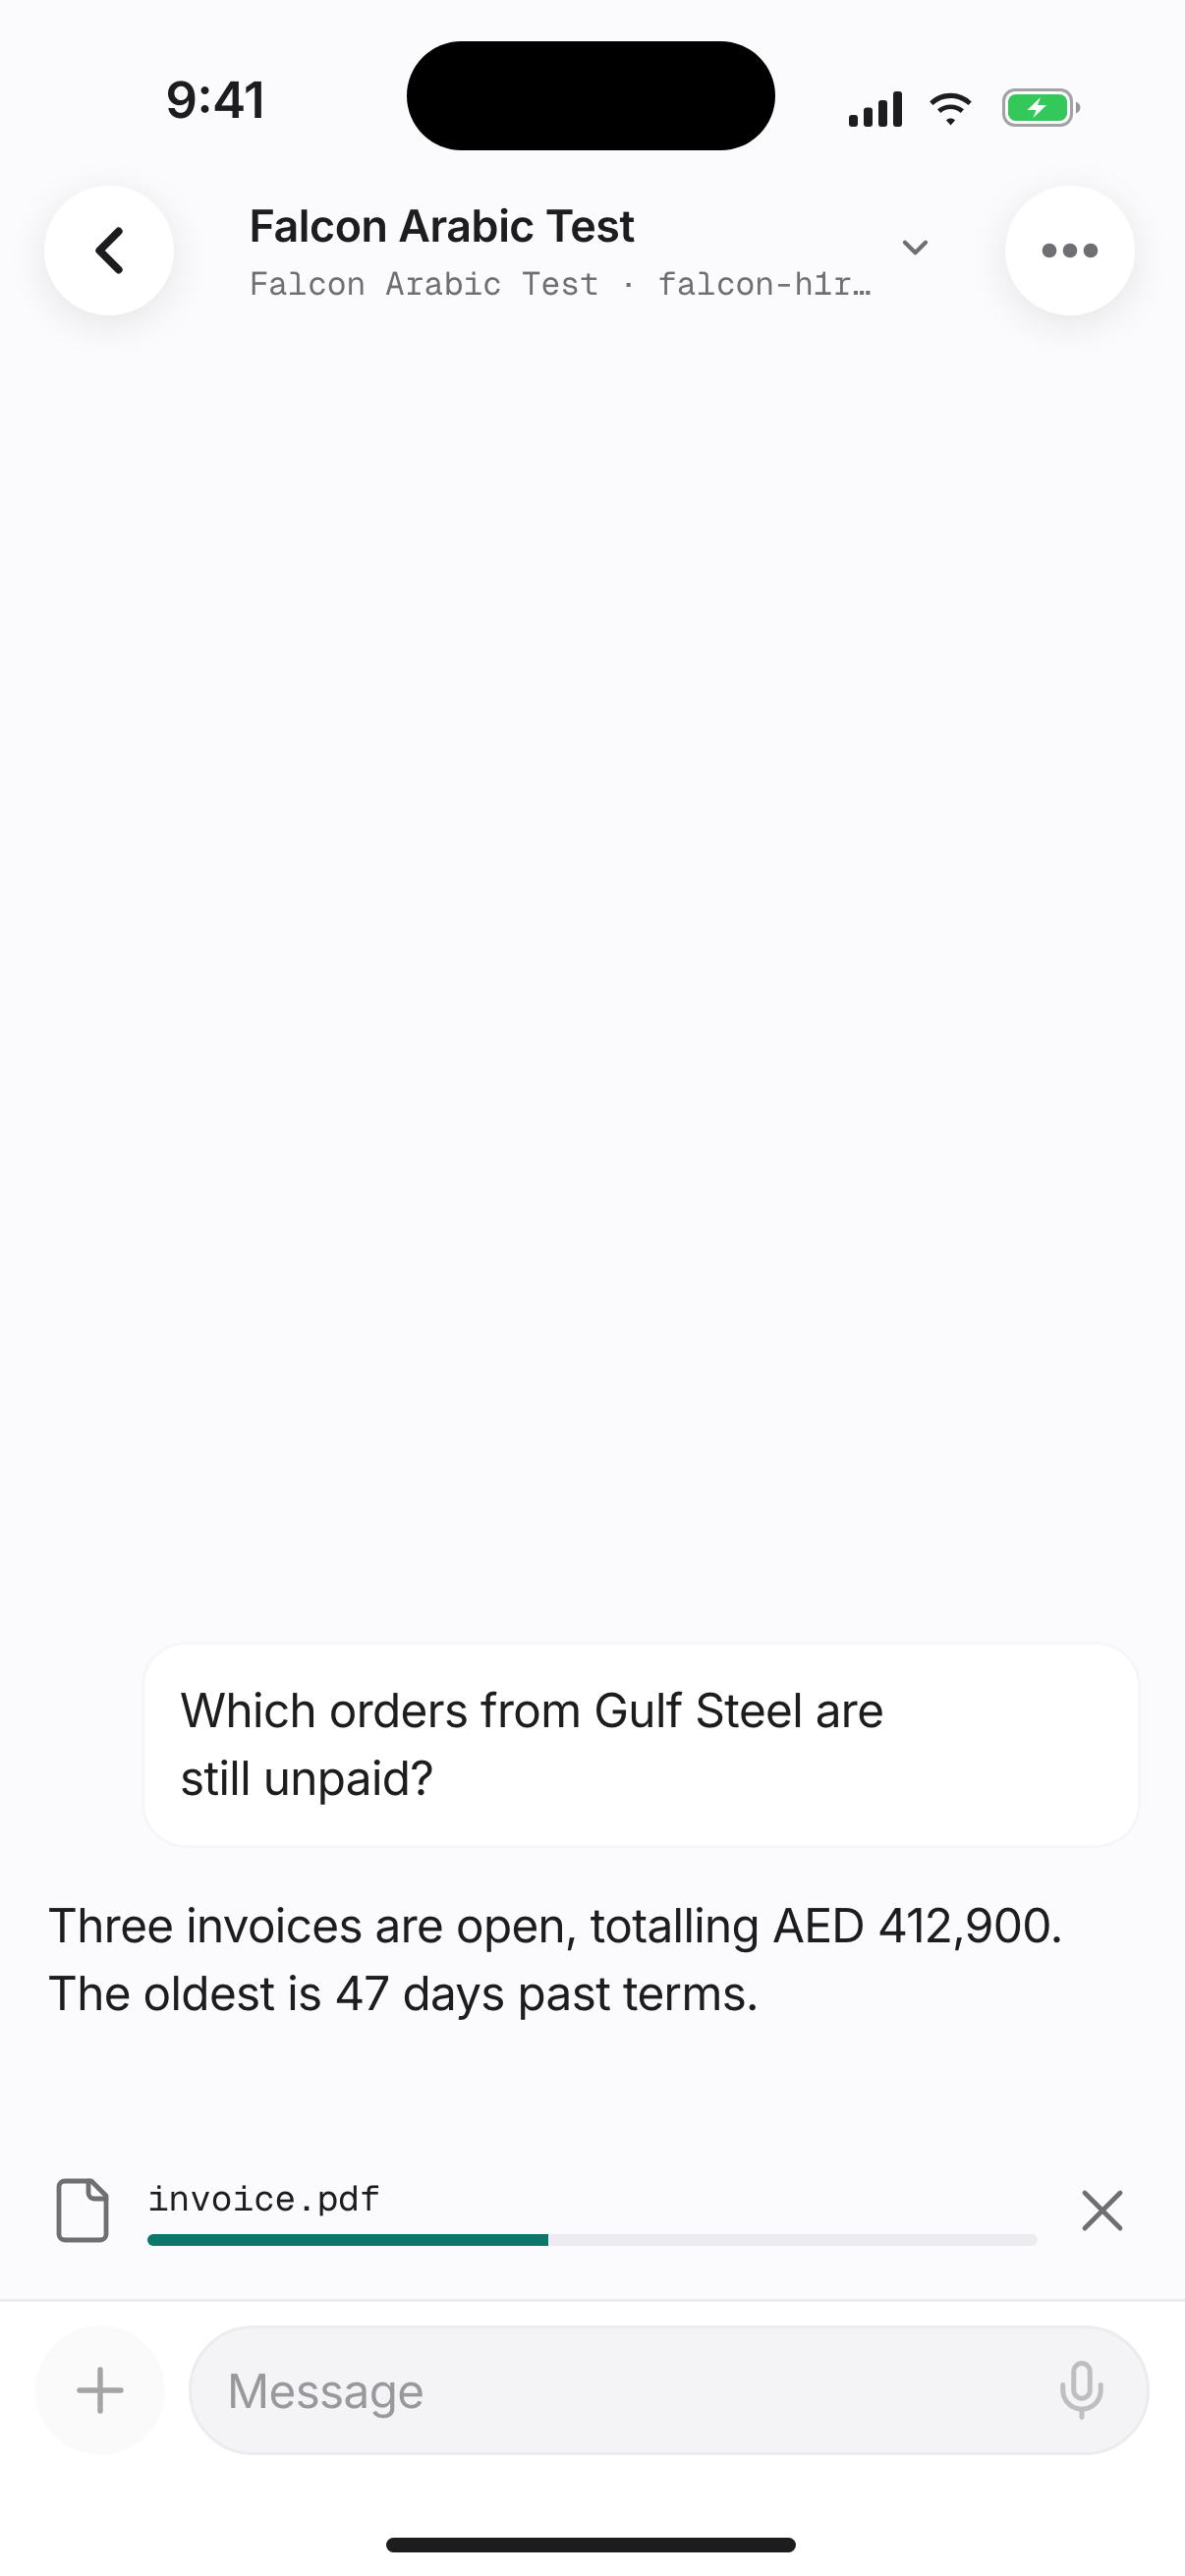 9:41
Falcon Arabic Test
Falcon Arabic Test · falcon-h1r…
Which orders from Gulf Steel are
still unpaid?
Three invoices are open, totalling AED 412,900.
The oldest is 47 days past terms.
invoice.pdf
Message